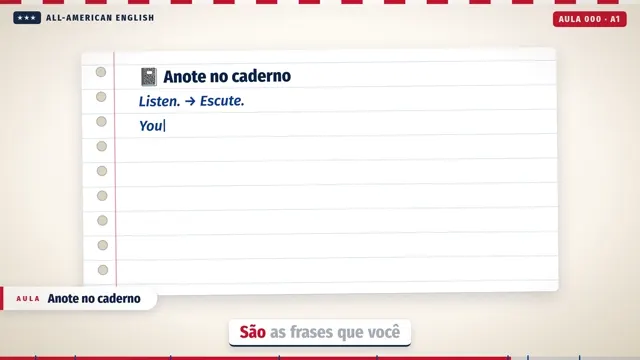 ★★★ ALL-AMERICAN ENGLISH
AULA 000 · A1
📓 Anote no caderno
Listen. → Escute.
You
AULA Anote no caderno
São as frases que você